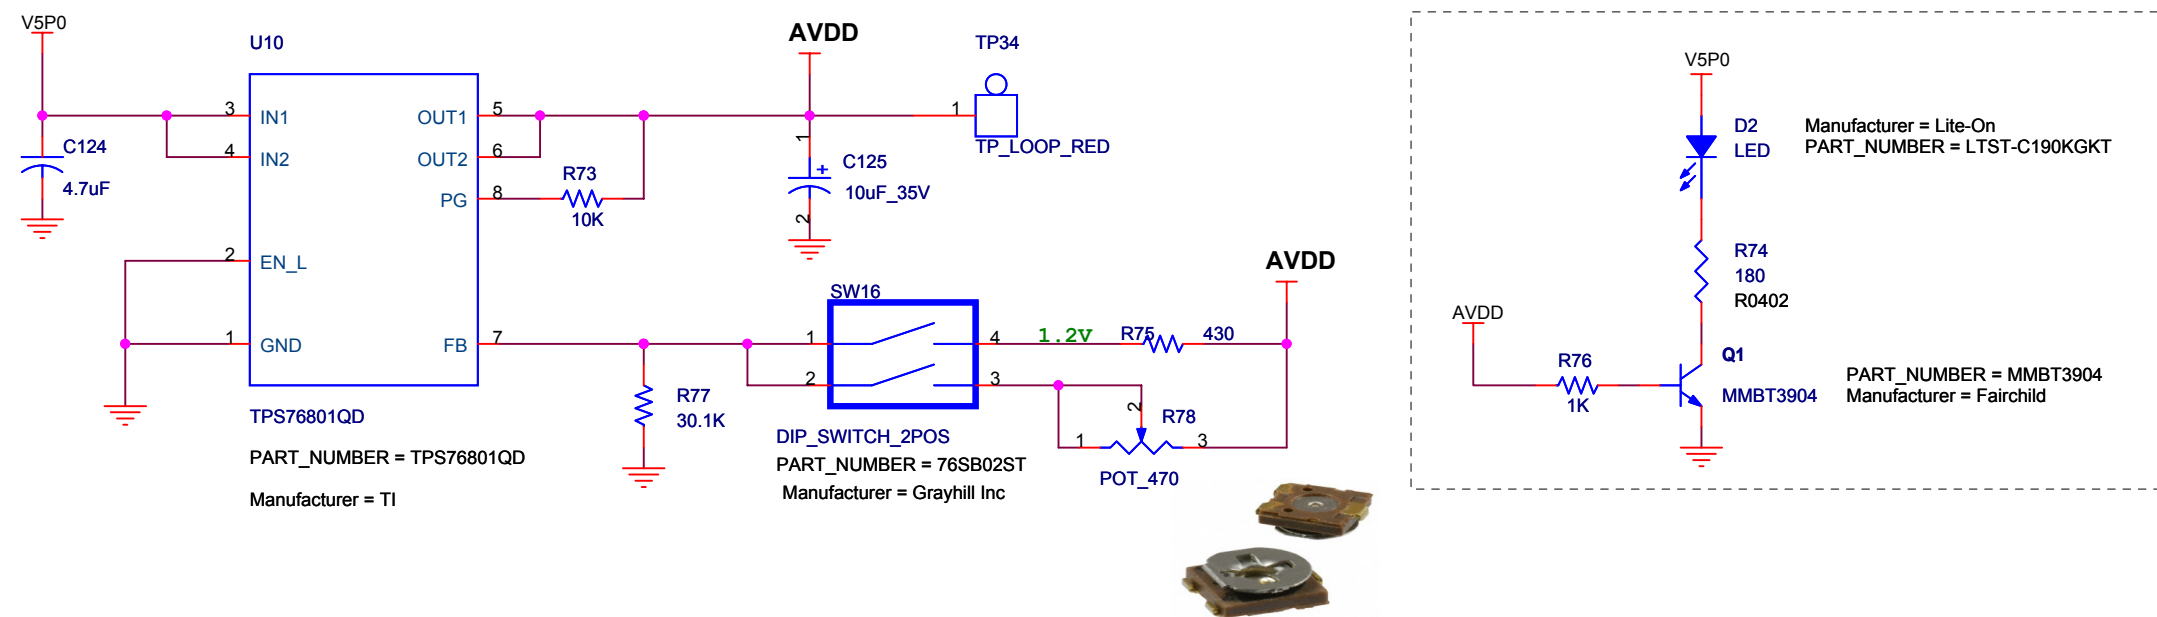 V5P0
U10
AVDD
TP34
3
IN1
OUT1
5
1
TP_LOOP_RED
4
IN2
OUT2
6
C124
4.7uF
PG
8
R73
10K
1
C125
10uF_35V
2
2
EN_L
1
GND
FB
7
TPS76801QD
PART_NUMBER = TPS76801QD
Manufacturer = TI
R77
30.1K
SW16
1
2
4
3
DIP_SWITCH_2POS
PART_NUMBER = 76SB02ST
Manufacturer = Grayhill Inc
1.2V
R75
430
AVDD
2
R78
1
3
POT_470
V5P0
D2
LED
Manufacturer = Lite-On
PART_NUMBER = LTST-C190KGKT
R74
180
R0402
AVDD
R76
1K
Q1
MMBT3904
PART_NUMBER = MMBT3904
Manufacturer = Fairchild